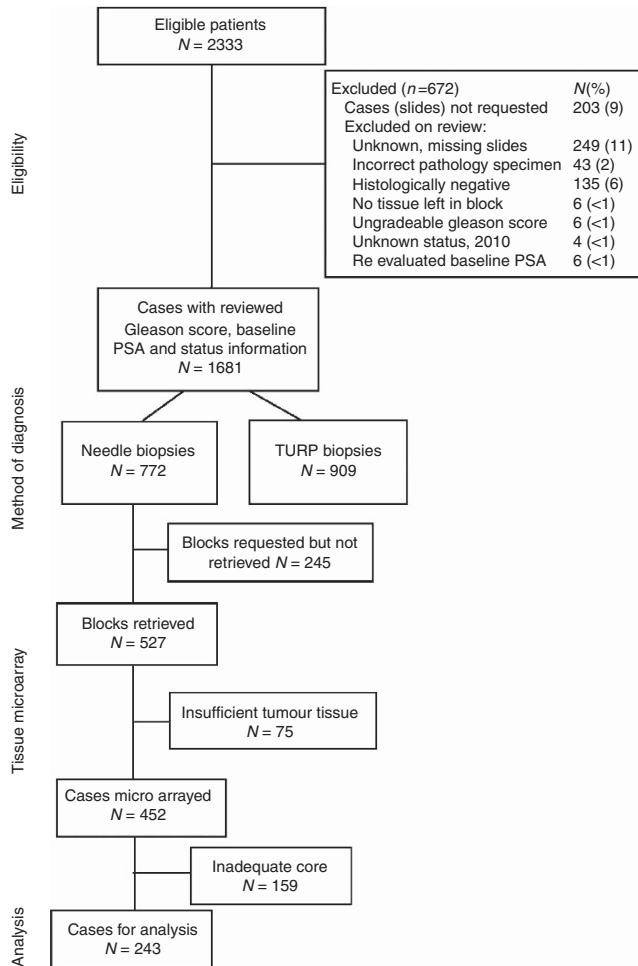 Eligible patients
N = 2333
Excluded (n=672) N(%)
Cases (slides) not requested 203 (9)
Excluded on review:
Unknown, missing slides 249 (11)
Incorrect pathology specimen 43 (2)
Histologically negative 135 (6)
No tissue left in block 6 (<1)
Ungradeable gleason score 6 (<1)
Unknown status, 2010 4 (<1)
Re evaluated baseline PSA 6 (<1)
Eligibility
Cases with reviewed
Gleason score, baseline
PSA and status information
N = 1681
Method of diagnosis
Needle biopsies
N = 772
TURP biopsies
N = 909
Blocks requested but not
retrieved N = 245
Blocks retrieved
N = 527
Tissue microarray
Insufficient tumour tissue
N = 75
Cases micro arrayed
N = 452
Inadequate core
N = 159
Analysis
Cases for analysis
N = 243